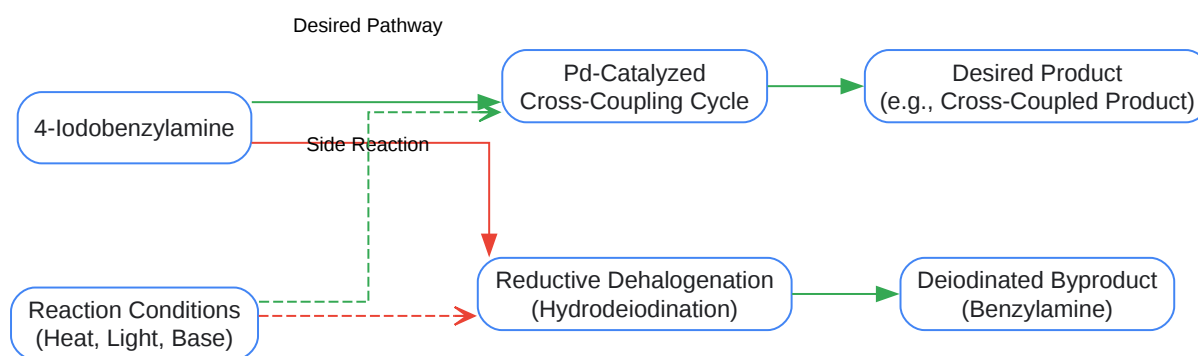 Desired Pathway
Pd-Catalyzed
Cross-Coupling Cycle
Desired Product
(e.g., Cross-Coupled Product)
4-Iodobenzylamine
Side Reaction
Reductive Dehalogenation
(Hydrodeiodination)
Deiodinated Byproduct
(Benzylamine)
Reaction Conditions
(Heat, Light, Base)